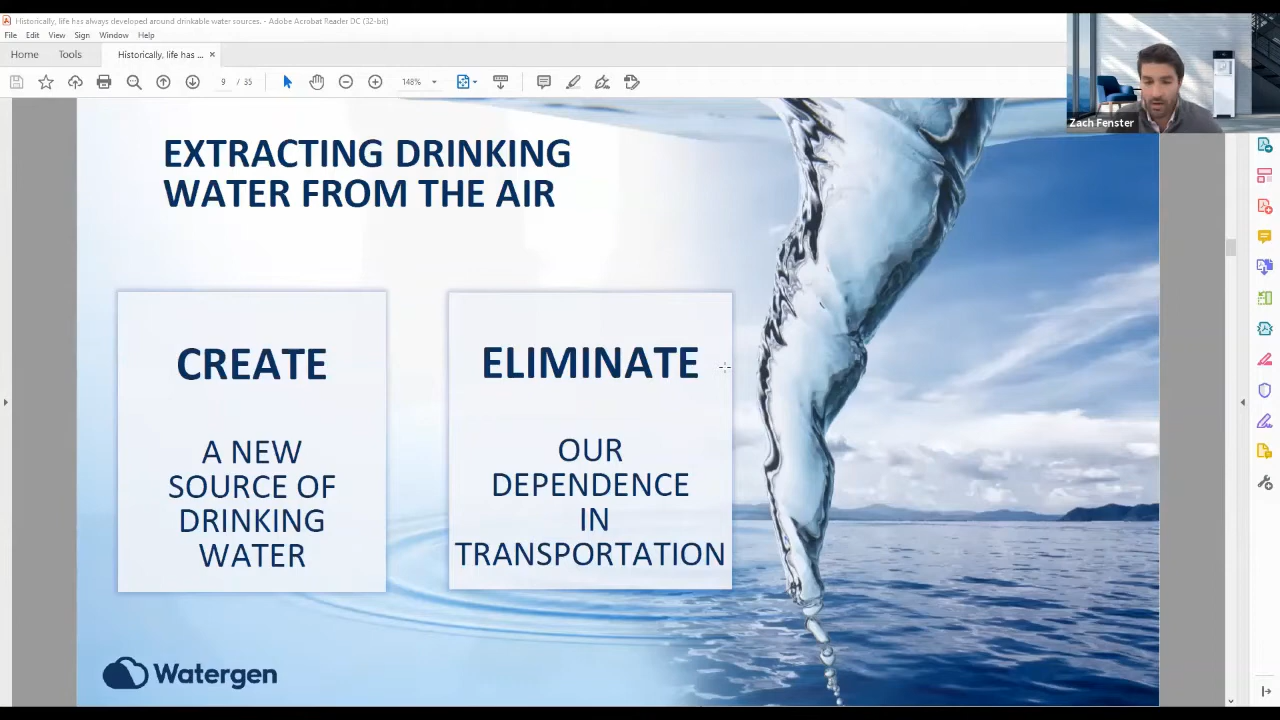 Historically, life has always developed around drinkable water sources. - Adobe Acrobat Reader DC (32-bit)
File Edit View Sign Window Help
Home Tools Historically, life has ... ×
9 / 35 148%
Zach Fenster
EXTRACTING DRINKING
WATER FROM THE AIR
CREATE
A NEW
SOURCE OF
DRINKING
WATER
ELIMINATE
OUR
DEPENDENCE
IN
TRANSPORTATION
Watergen